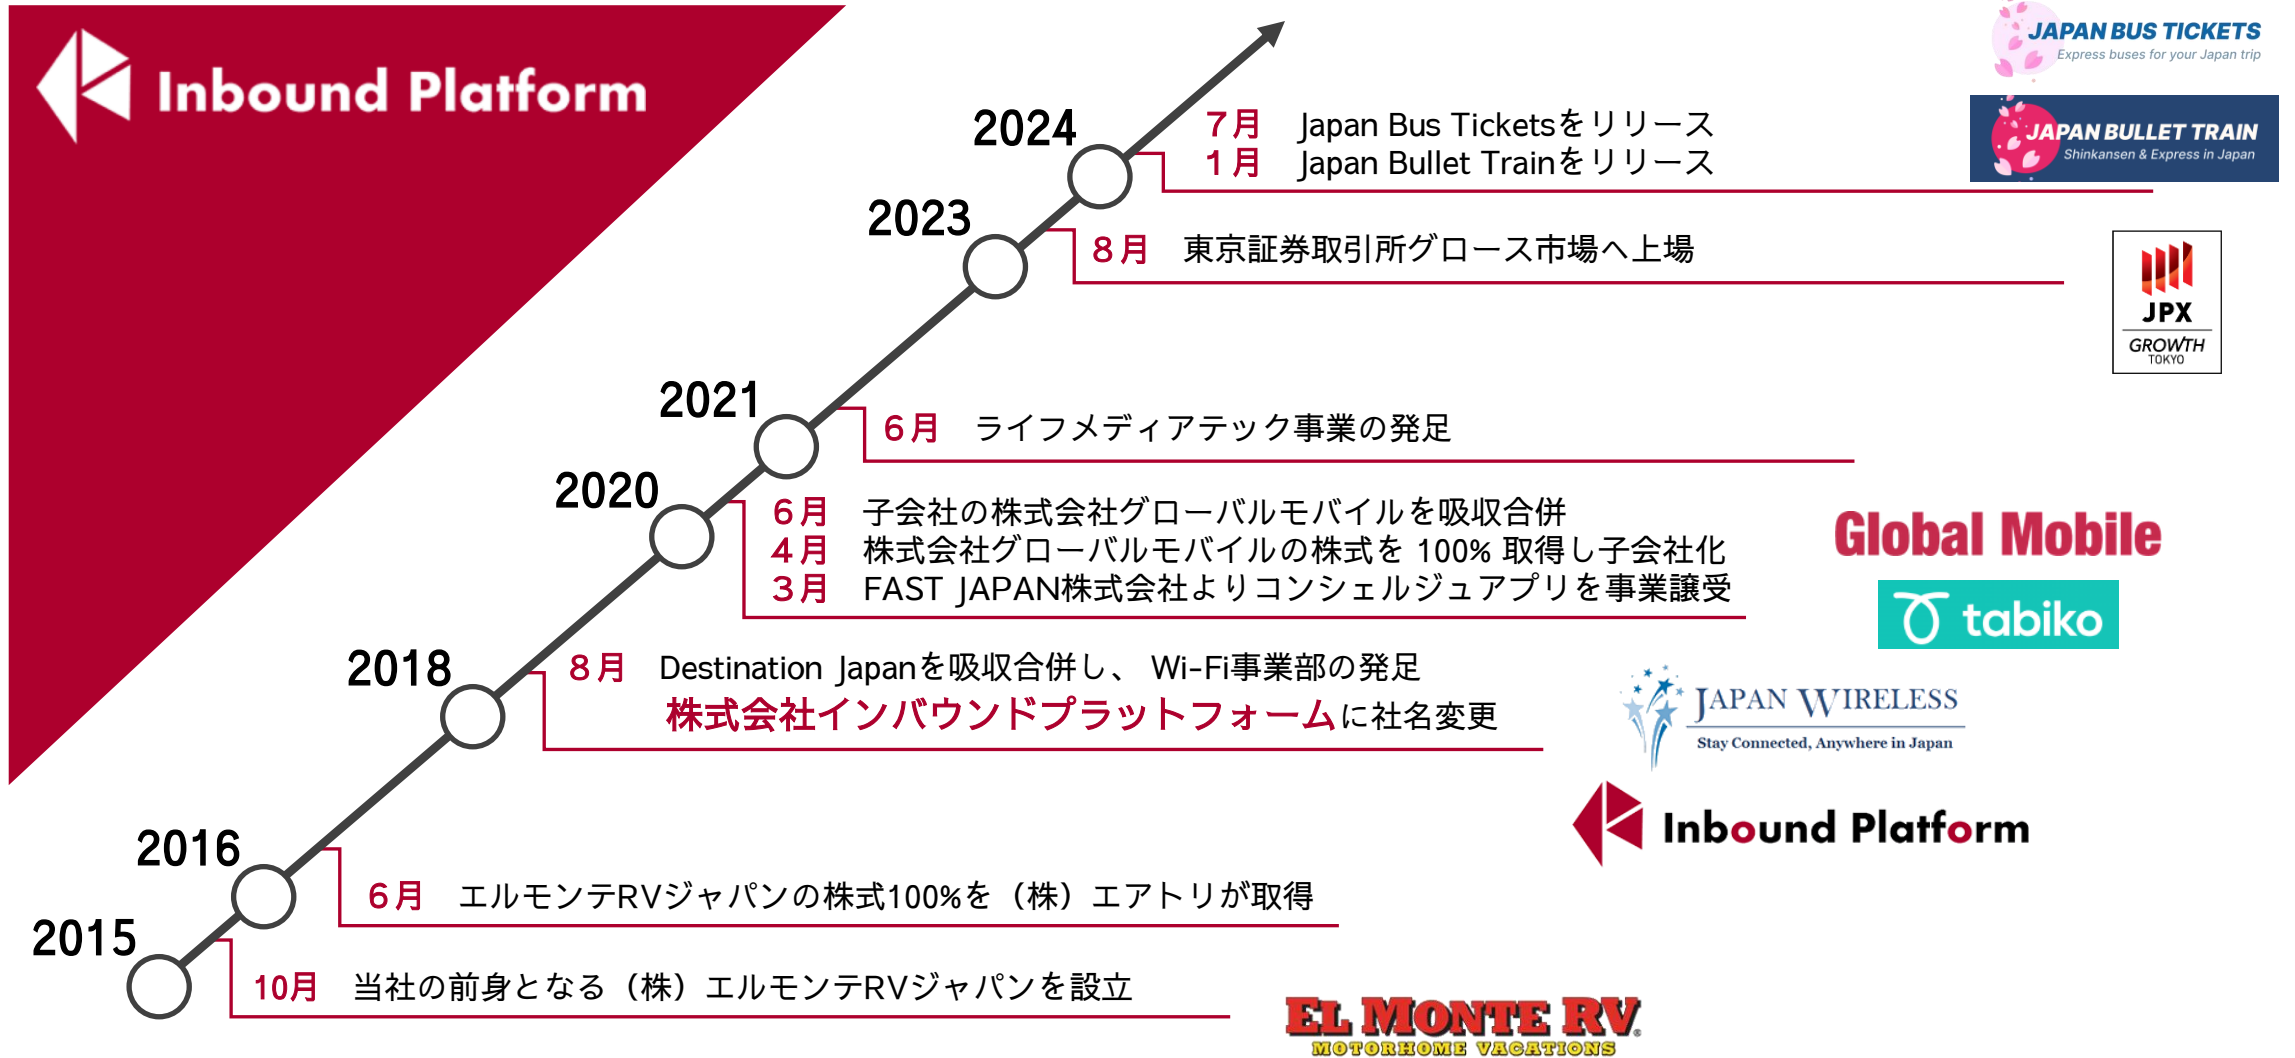 Inbound Platform
JAPAN BUS TICKETS
Express buses for your Japan trip
JAPAN BULLET TRAIN
Shinkansen & Express in Japan
2024
7月 Japan Bus Ticketsをリリース
1月 Japan Bullet Trainをリリース
2023
8月 東京証券取引所グロース市場へ上場
JPX
GROWTH
TOKYO
2021
6月 ライフメディアテック事業の発足
2020
6月 子会社の株式会社グローバルモバイルを吸収合併
4月 株式会社グローバルモバイルの株式を 100% 取得し子会社化
3月 FAST JAPAN株式会社よりコンシェルジュアプリを事業譲受
Global Mobile
tabiko
2018
8月 Destination Japanを吸収合併し、 Wi-Fi事業部の発足
株式会社インバウンドプラットフォームに社名変更
JAPAN WIRELESS
Stay Connected, Anywhere in Japan
Inbound Platform
2016
6月 エルモンテRVジャパンの株式100%を（株）エアトリが取得
2015
10月 当社の前身となる（株）エルモンテRVジャパンを設立
EL MONTE RV®
MOTORHOME VACATIONS